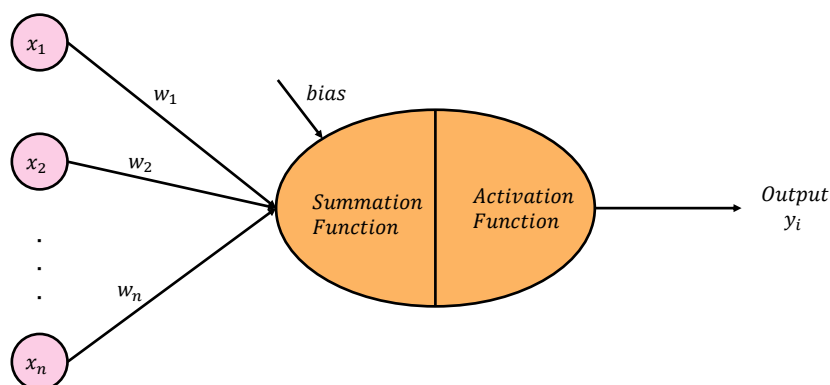 x₁
w₁
bias
x₂
w₂
Summation
Function
Activation
Function
Output
yᵢ
.
.
.
wₙ
xₙ